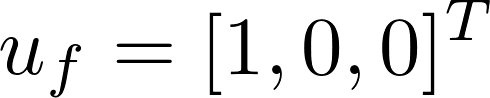 $u_f = [1, 0, 0]^T$